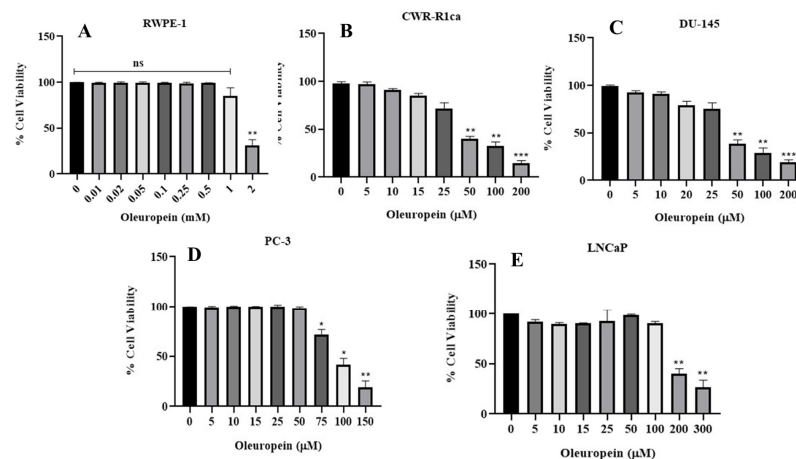 A
RWPE-1
ns
150
100
50
0
% Cell Viability
**
0 0.01 0.02 0.05 0.1 0.25 0.5 1 2
Oleuropein (mM)
B
CWR-R1ca
150
100
50
0
% Cell Viability
** ** ***
0 5 10 15 25 50 100 200
Oleuropein (μM)
C
DU-145
150
100
50
0
% Cell Viability
** ** ***
0 5 10 20 25 50 100 200
Oleuropein (μM)
D
PC-3
150
100
50
0
% Cell Viability
* * **
0 5 10 15 25 50 75 100 150
Oleuropein (μM)
E
LNCaP
150
100
50
0
% Cell Viability
** **
0 5 10 15 25 50 100 200 300
Oleuropein (μM)